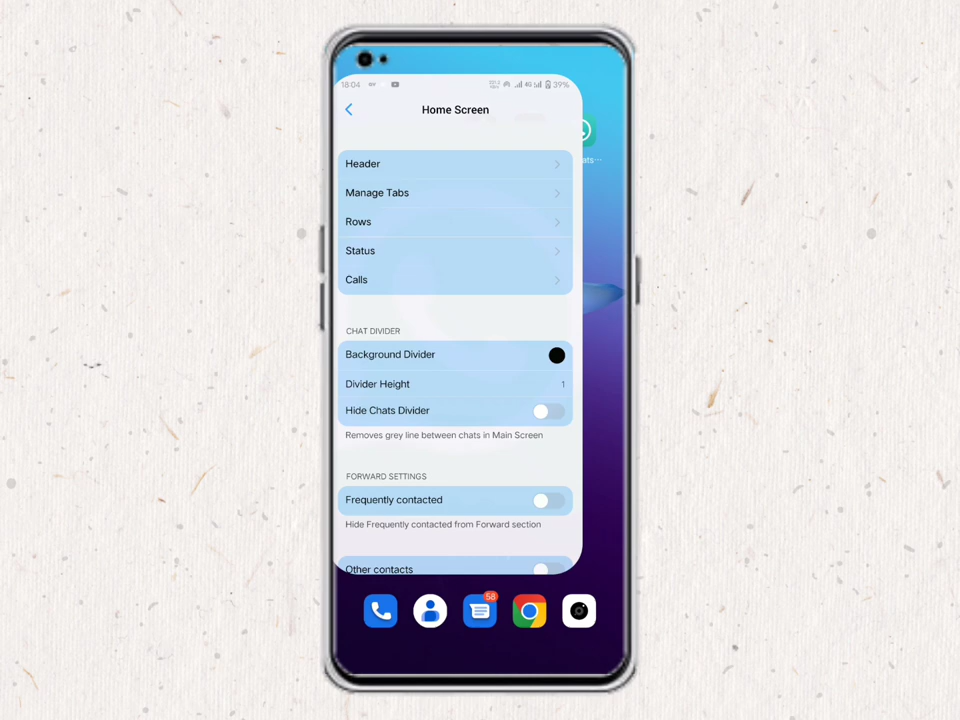 18:04
39%
Home Screen
ats...
Header
Manage Tabs
Rows
Status
Calls
CHAT DIVIDER
Background Divider
Divider Height 1
Hide Chats Divider
Removes grey line between chats in Main Screen
FORWARD SETTINGS
Frequently contacted
Hide Frequently contacted from Forward section
Other contacts
58